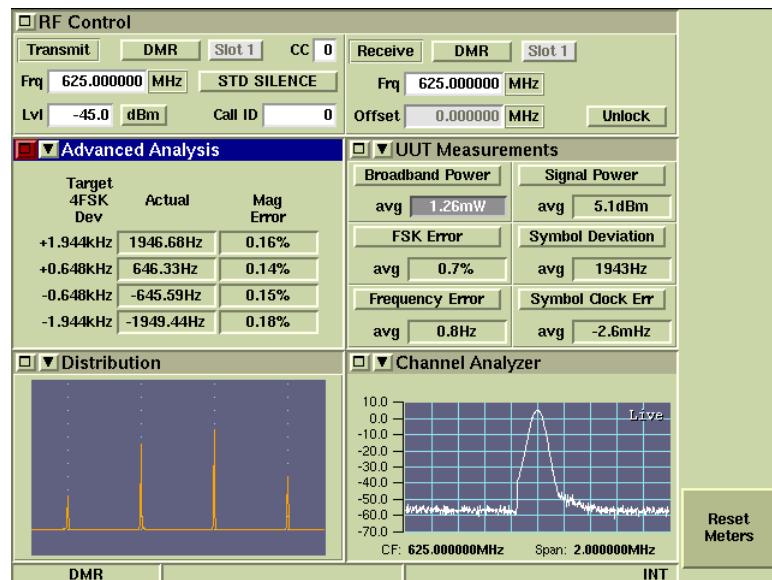 RF Control
Transmit DMR Slot 1 CC 0
Frq 625.000000 MHz STD SILENCE
Lvl -45.0 dBm Call ID 0
Receive DMR Slot 1
Frq 625.000000 MHz
Offset 0.000000 MHz Unlock
Advanced Analysis
Target
4FSK Actual Mag
Dev Error
+1.944kHz 1946.68Hz 0.16%
+0.648kHz 646.33Hz 0.14%
-0.648kHz -645.59Hz 0.15%
-1.944kHz -1949.44Hz 0.18%
UUT Measurements
Broadband Power Signal Power
avg 1.26mW avg 5.1dBm
FSK Error Symbol Deviation
avg 0.7% avg 1943Hz
Frequency Error Symbol Clock Err
avg 0.8Hz avg -2.6mHz
Distribution
Channel Analyzer
Live
10.0
0.0
-10.0
-20.0
-30.0
-40.0
-50.0
-60.0
-70.0
CF: 625.000000MHz Span: 2.000000MHz
Reset
Meters
DMR INT